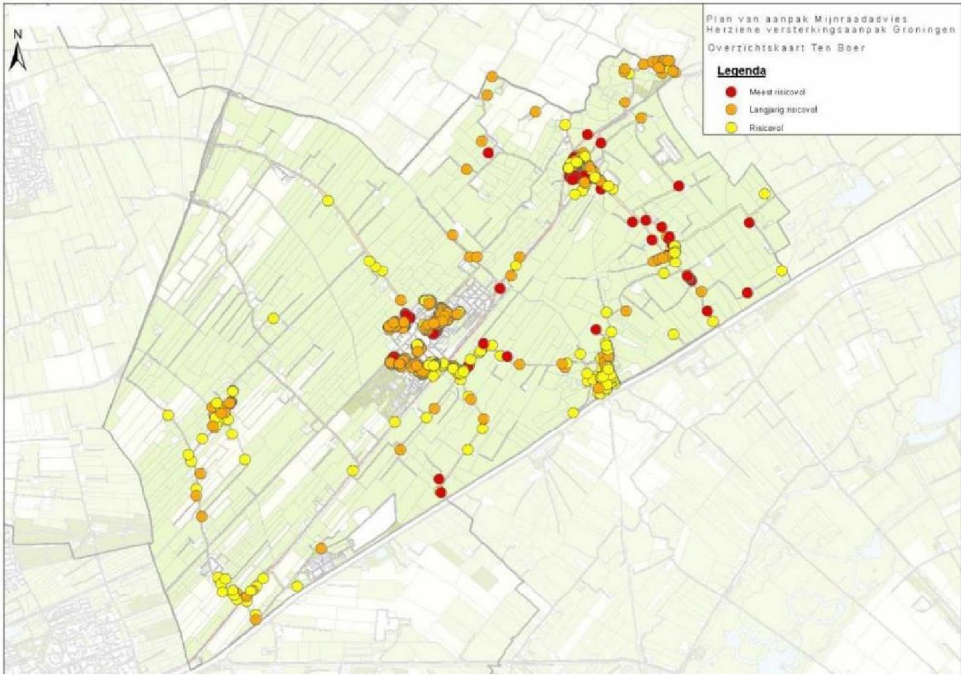 N
Plan van aanpak Mijnraadadvies
Herziene versterkingsaanpak Groningen
Overzichtskaart Ten Boer
Legenda
Meest risicovol
Langjarig risicovol
Risicovol